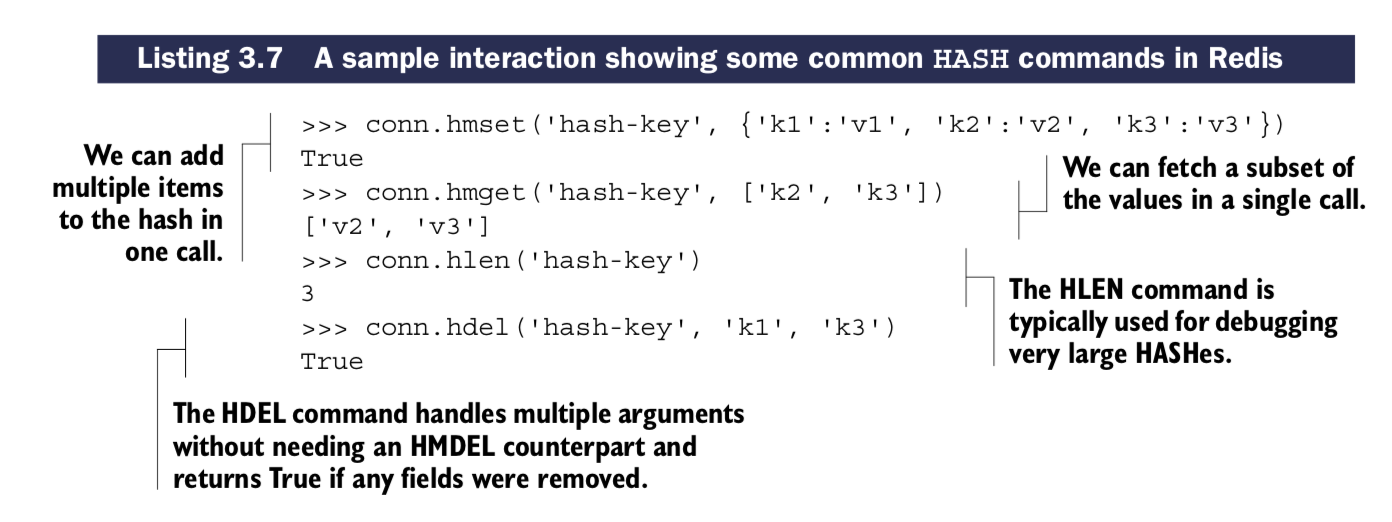 Listing 3.7 A sample interaction showing some common HASH commands in Redis
>>> conn.hmset('hash-key', {'k1':'v1', 'k2':'v2', 'k3':'v3'})
True
>>> conn.hmget('hash-key', ['k2', 'k3'])
['v2', 'v3']
>>> conn.hlen('hash-key')
3
>>> conn.hdel('hash-key', 'k1', 'k3')
True
We can add
multiple items
to the hash in
one call.
We can fetch a subset of
the values in a single call.
The HLEN command is
typically used for debugging
very large HASHes.
The HDEL command handles multiple arguments
without needing an HMDEL counterpart and
returns True if any fields were removed.